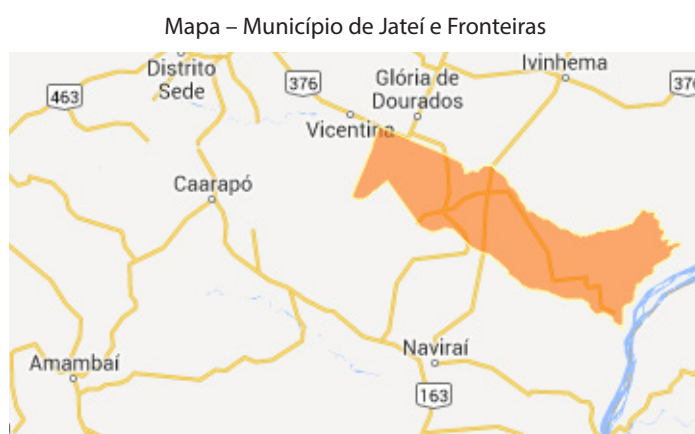 Mapa – Município de Jateí e Fronteiras
Distrito
Sede
463
376
Glória de
Dourados
Ivinhema
376
Vicentina
Caarapó
Amambaí
Naviraí
163